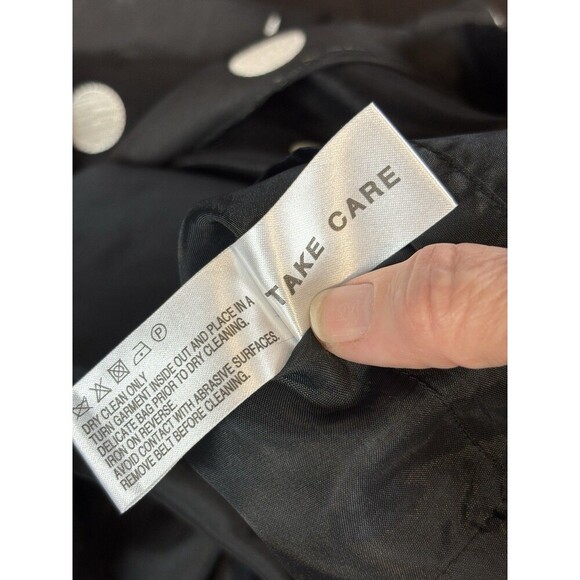 TAKE CARE
P
DRY CLEAN ONLY
TURN GARMENT INSIDE OUT AND PLACE IN A
DELICATE BAG PRIOR TO DRY CLEANING.
IRON ON REVERSE
AVOID CONTACT WITH ABRASIVE SURFACES.
REMOVE BELT BEFORE CLEANING.